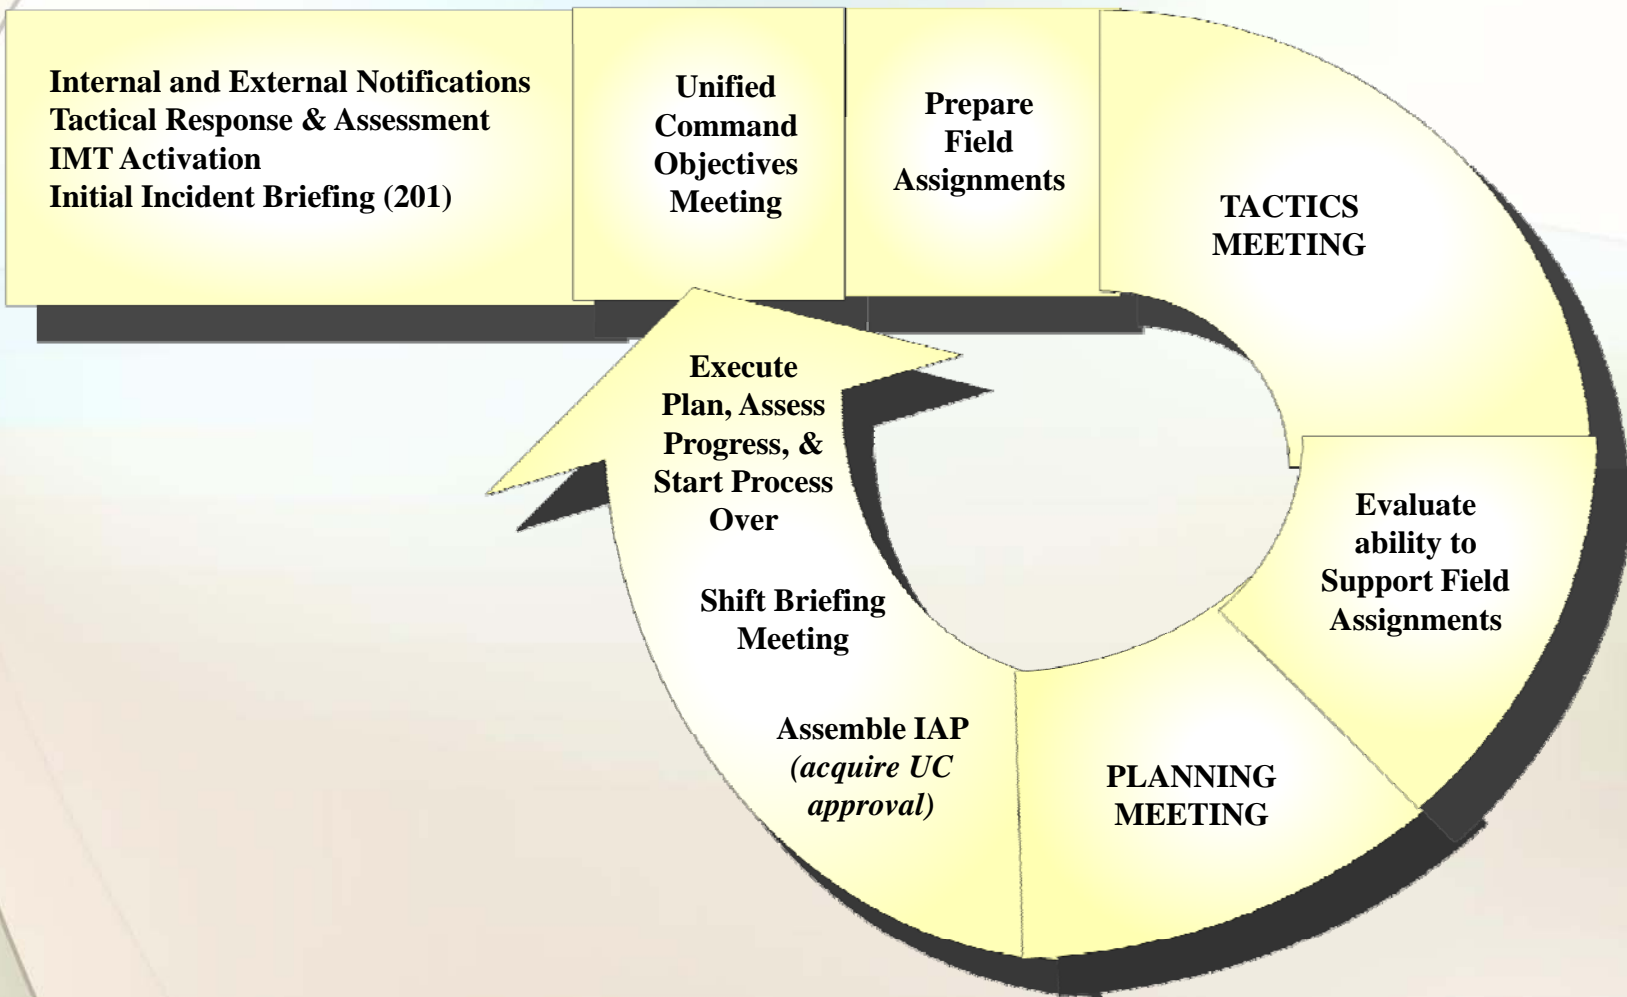 Internal and External Notifications
Tactical Response & Assessment
IMT Activation
Initial Incident Briefing (201)
Unified
Command
Objectives
Meeting
Prepare
Field
Assignments
TACTICS
MEETING
Evaluate
ability to
Support Field
Assignments
PLANNING
MEETING
Assemble IAP
(acquire UC
approval)
Shift Briefing
Meeting
Execute
Plan, Assess
Progress, &
Start Process
Over